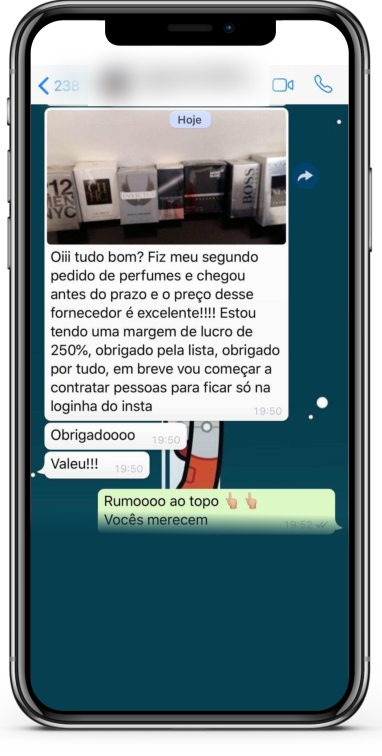 238
Hoje
212
MEN
NYC
INVICTUS
BOSS
Oiii tudo bom? Fiz meu segundo
pedido de perfumes e chegou
antes do prazo e o preço desse
fornecedor é excelente!!!! Estou
tendo uma margem de lucro de
250%, obrigado pela lista, obrigado
por tudo, em breve vou começar a
contratar pessoas para ficar só na
loginha do insta
19:50
Obrigadoooo
19:50
Valeu!!!
19:50
Rumoooo ao topo 👆🏼 👆🏼
Vocês merecem
19:52